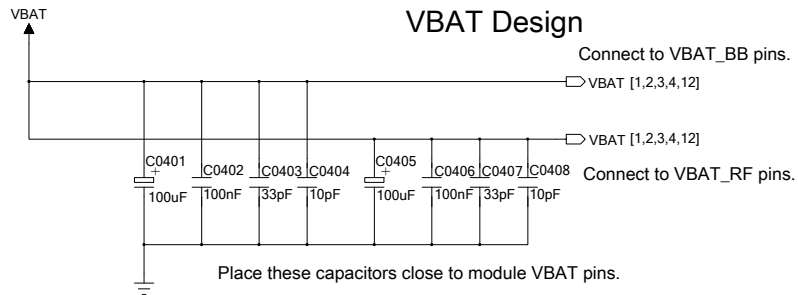 VBAT Design
VBAT
Connect to VBAT_BB pins.
VBAT [1,2,3,4,12]
VBAT [1,2,3,4,12]
Connect to VBAT_RF pins.
C0401 C0402 C0403 C0404 C0405 C0406 C0407 C0408
+ +
100uF 100nF 33pF 10pF 100uF 100nF 33pF 10pF
Place these capacitors close to module VBAT pins.